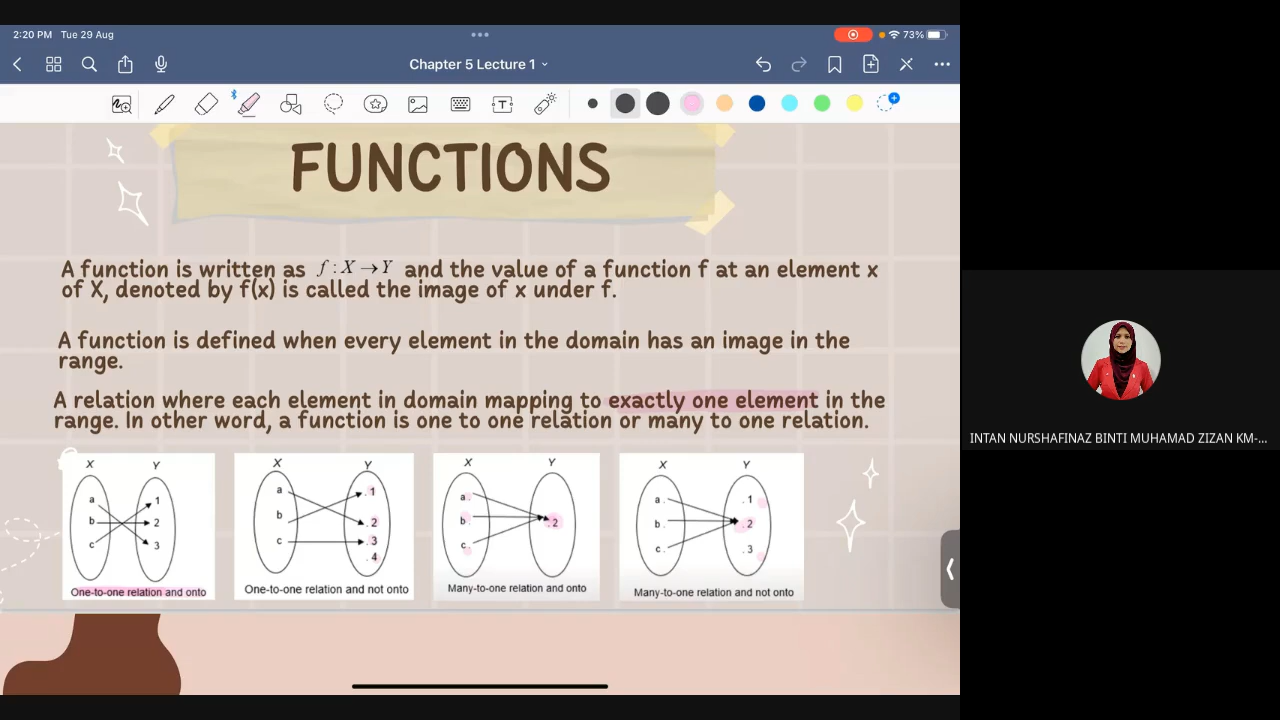 2:20 PM Tue 29 Aug
73%
Chapter 5 Lecture 1
T
FUNCTIONS
A function is written as f : X → Y and the value of a function f at an element x
of X, denoted by f(x) is called the image of x under f.
A function is defined when every element in the domain has an image in the
range.
A relation where each element in domain mapping to exactly one element in the
range. In other word, a function is one to one relation or many to one relation.
X Y
a 1
b 2
c 3
One-to-one relation and onto
X Y
a . 1
b . 2
c . 3
. 4
One-to-one relation and not onto
X Y
a .
b . . 2
c .
Many-to-one relation and onto
X Y
a . . 1
b . . 2
c . . 3
Many-to-one relation and not onto
INTAN NURSHAFINAZ BINTI MUHAMAD ZIZAN KM-...